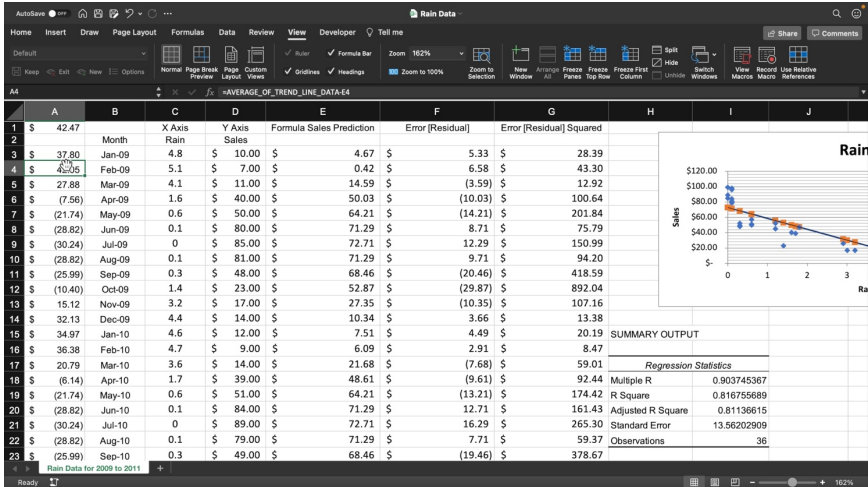 AutoSave OFF Rain Data
Home Insert Draw Page Layout Formulas Data Review View Developer Tell me Share Comments
Default Ruler Formula Bar Zoom 162% Split
Keep Exit New Options Normal Page Break Preview Page Layout Custom Views Gridlines Headings 100 Zoom to 100% Zoom to Selection New Window Arrange All Freeze Panes Freeze Top Row Freeze First Column Hide Unhide Switch Windows View Macros Record Macro Use Relative References
A4 fx =AVERAGE_OF_TREND_LINE_DATA-E4
A B C D E F G H I J
1 $ 42.47 X Axis Y Axis Formula Sales Prediction Error [Residual] Error [Residual] Squared
2 Month Rain Sales
3 $ 37.80 Jan-09 4.8 $ 10.00 $ 4.67 $ 5.33 $ 28.39
4 $ Feb-09 5.1 $ 7.00 $ 0.42 $ 6.58 $ 43.30
5 $ 27.88 Mar-09 4.1 $ 11.00 $ 14.59 $ (3.59) $ 12.92
6 $ (7.56) Apr-09 1.6 $ 40.00 $ 50.03 $ (10.03) $ 100.64
7 $ (21.74) May-09 0.6 $ 50.00 $ 64.21 $ (14.21) $ 201.84
8 $ (28.82) Jun-09 0.1 $ 80.00 $ 71.29 $ 8.71 $ 75.79
9 $ (30.24) Jul-09 0 $ 85.00 $ 72.71 $ 12.29 $ 150.99
10 $ (28.82) Aug-09 0.1 $ 81.00 $ 71.29 $ 9.71 $ 94.20
11 $ (25.99) Sep-09 0.3 $ 48.00 $ 68.46 $ (20.46) $ 418.59
12 $ (10.40) Oct-09 1.4 $ 23.00 $ 52.87 $ (29.87) $ 892.04
13 $ 15.12 Nov-09 3.2 $ 17.00 $ 27.35 $ (10.35) $ 107.16
14 $ 32.13 Dec-09 4.4 $ 14.00 $ 10.34 $ 3.66 $ 13.38
15 $ 34.97 Jan-10 4.6 $ 12.00 $ 7.51 $ 4.49 $ 20.19 SUMMARY OUTPUT
16 $ 36.38 Feb-10 4.7 $ 9.00 $ 6.09 $ 2.91 $ 8.47
17 $ 20.79 Mar-10 3.6 $ 14.00 $ 21.68 $ (7.68) $ 59.01 Regression Statistics
18 $ (6.14) Apr-10 1.7 $ 39.00 $ 48.61 $ (9.61) $ 92.44 Multiple R 0.903745367
19 $ (21.74) May-10 0.6 $ 51.00 $ 64.21 $ (13.21) $ 174.42 R Square 0.816755689
20 $ (28.82) Jun-10 0.1 $ 84.00 $ 71.29 $ 12.71 $ 161.43 Adjusted R Square 0.81136615
21 $ (30.24) Jul-10 0 $ 89.00 $ 72.71 $ 16.29 $ 265.30 Standard Error 13.56202909
22 $ (28.82) Aug-10 0.1 $ 79.00 $ 71.29 $ 7.71 $ 59.37 Observations 36
23 $ (25.99) Sep-10 0.3 $ 49.00 $ 68.46 $ (19.46) $ 378.67
Rain
$120.00
$100.00
$80.00
$60.00
$40.00
$20.00
$-
Sales
0 1 2 3
Ra
Rain Data for 2009 to 2011 +
Ready 162%